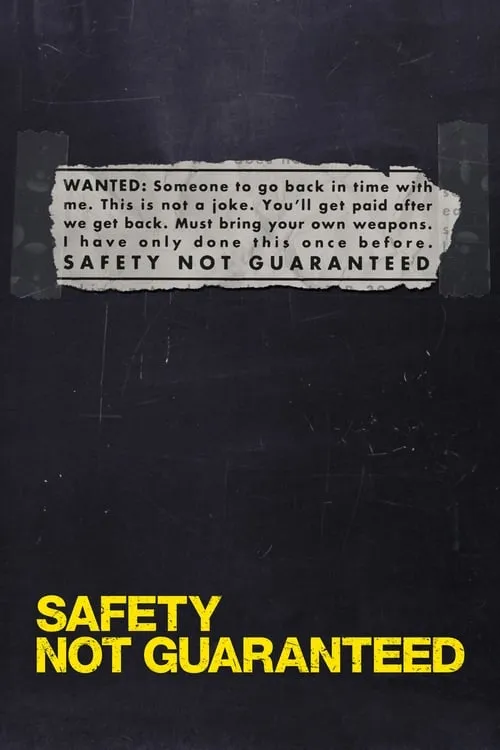 WANTED: Someone to go back in time with
me. This is not a joke. You'll get paid after
we get back. Must bring your own weapons.
I have only done this once before.
SAFETY NOT GUARANTEED
SAFETY
NOT GUARANTEED